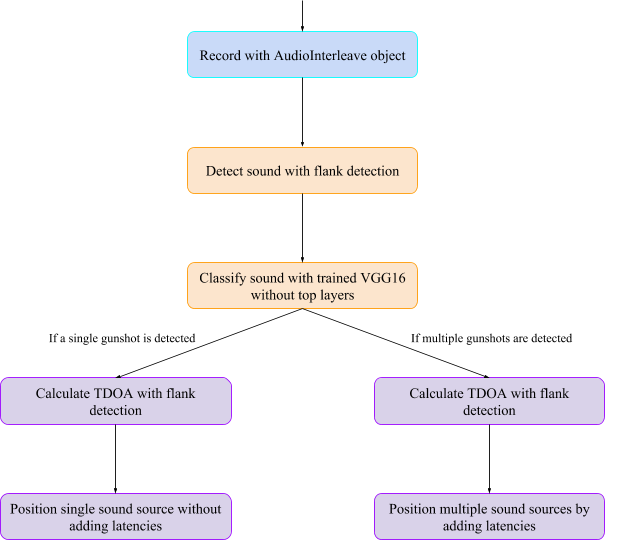 Record with AudioInterleave object
Detect sound with flank detection
Classify sound with trained VGG16
without top layers
If a single gunshot is detected
If multiple gunshots are detected
Calculate TDOA with flank
detection
Calculate TDOA with flank
detection
Position single sound source without
adding latencies
Position multiple sound sources by
adding latencies